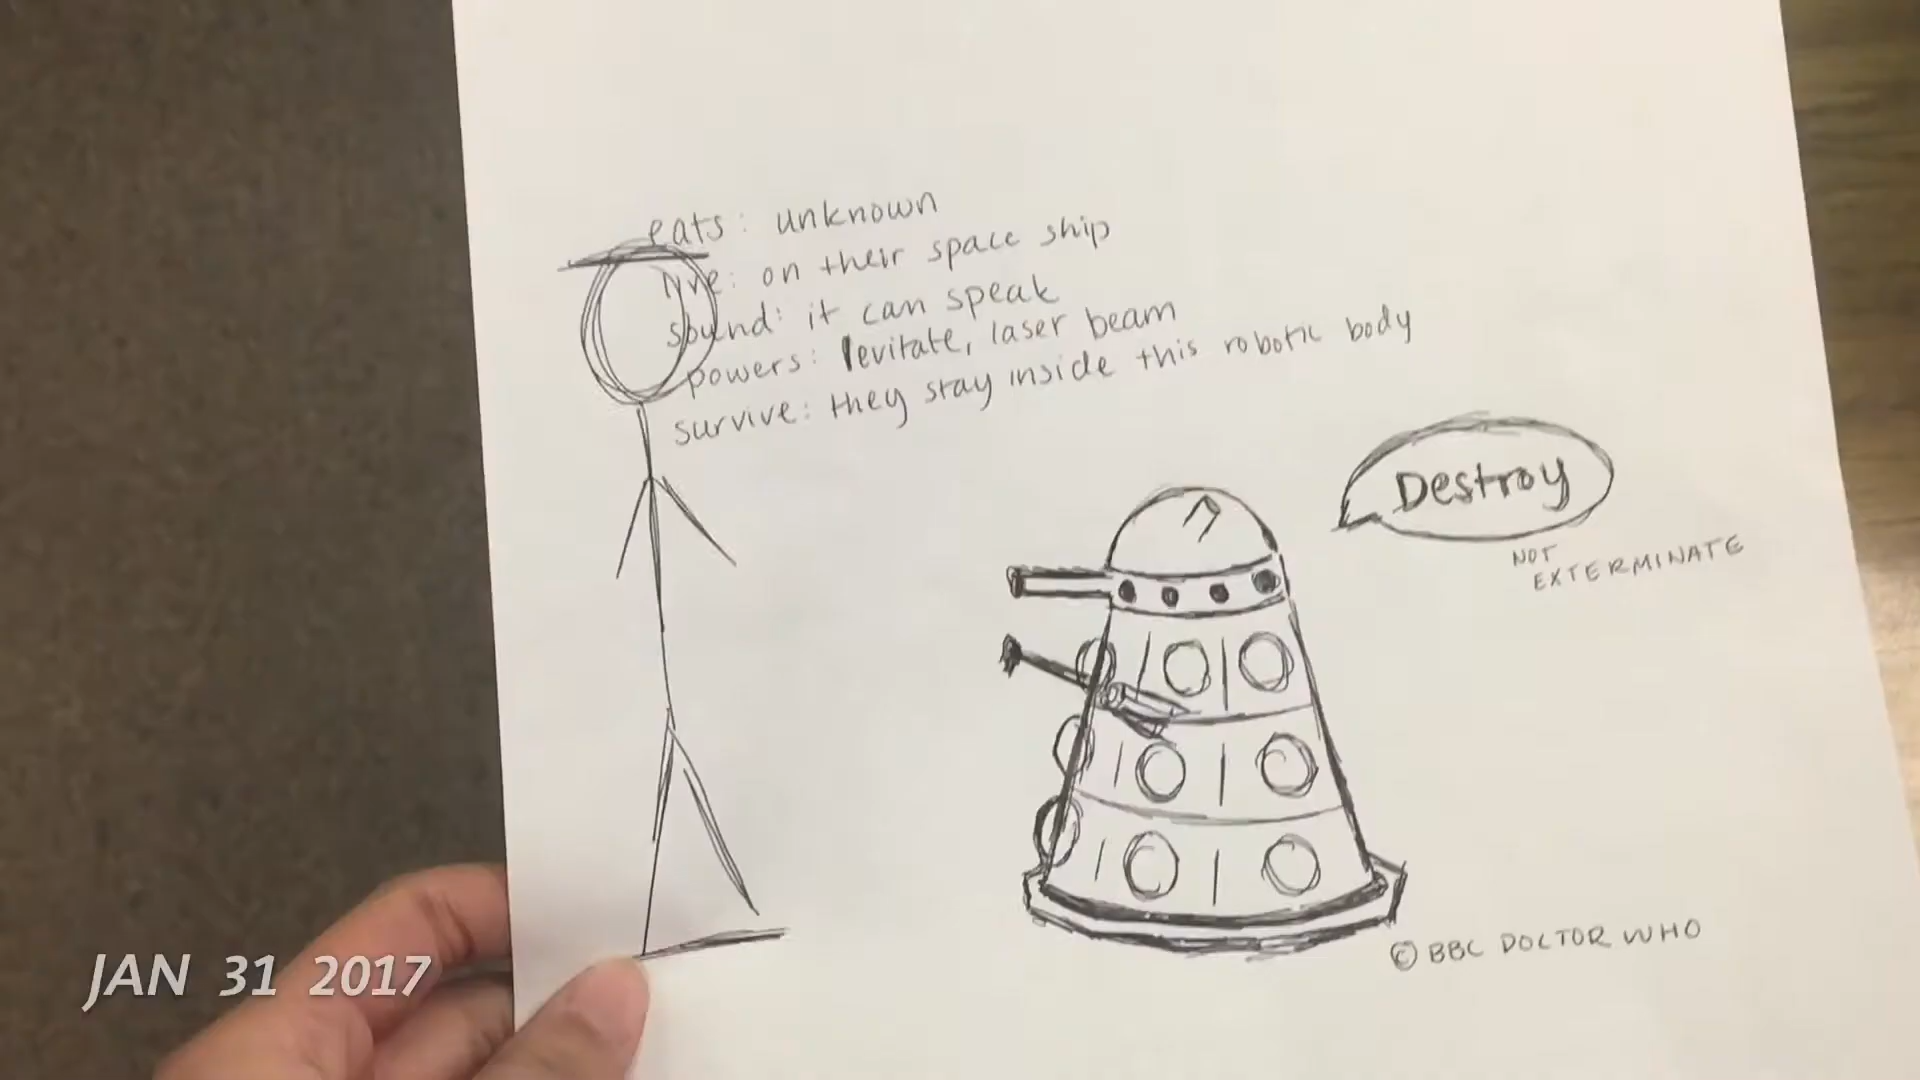 eats: unknown
live: on their space ship
sound: it can speak
powers: levitate, laser beam
survive: they stay inside this robotic body
Destroy
NOT
EXTERMINATE
© BBC DOCTOR WHO
JAN 31 2017